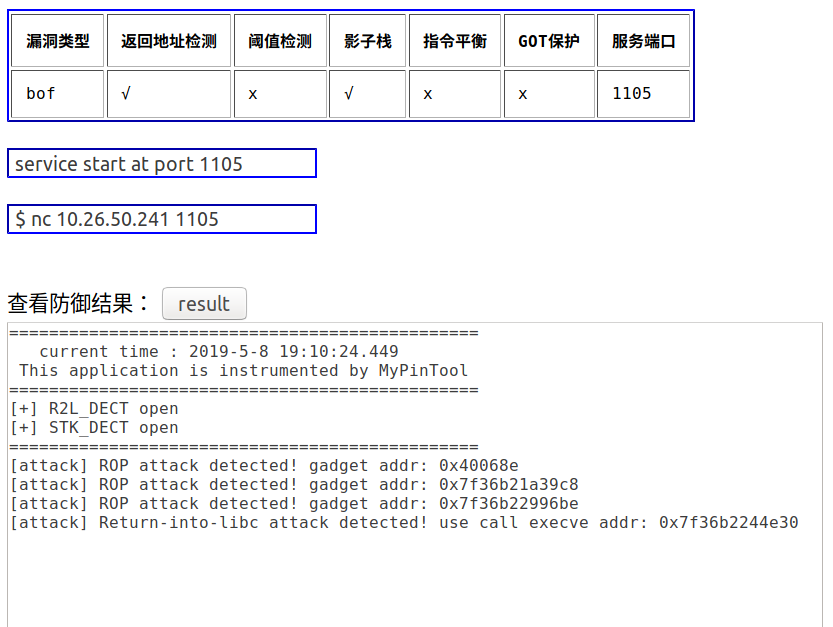 漏洞类型 返回地址检测 阈值检测 影子栈 指令平衡 GOT保护 服务端口
bof √ x √ x x 1105
service start at port 1105
$ nc 10.26.50.241 1105
查看防御结果： result
===============================================
current time : 2019-5-8 19:10:24.449
This application is instrumented by MyPinTool
===============================================
[+] R2L_DECT open
[+] STK_DECT open
===============================================
[attack] ROP attack detected! gadget addr: 0x40068e
[attack] ROP attack detected! gadget addr: 0x7f36b21a39c8
[attack] ROP attack detected! gadget addr: 0x7f36b22996be
[attack] Return-into-libc attack detected! use call execve addr: 0x7f36b2244e30